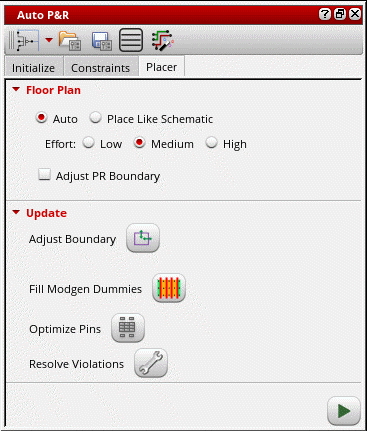 Auto P&R
Initialize Constraints Placer
Floor Plan
Auto Place Like Schematic
Effort: Low Medium High
Adjust PR Boundary
Update
Adjust Boundary
Fill Modgen Dummies
Optimize Pins
Resolve Violations